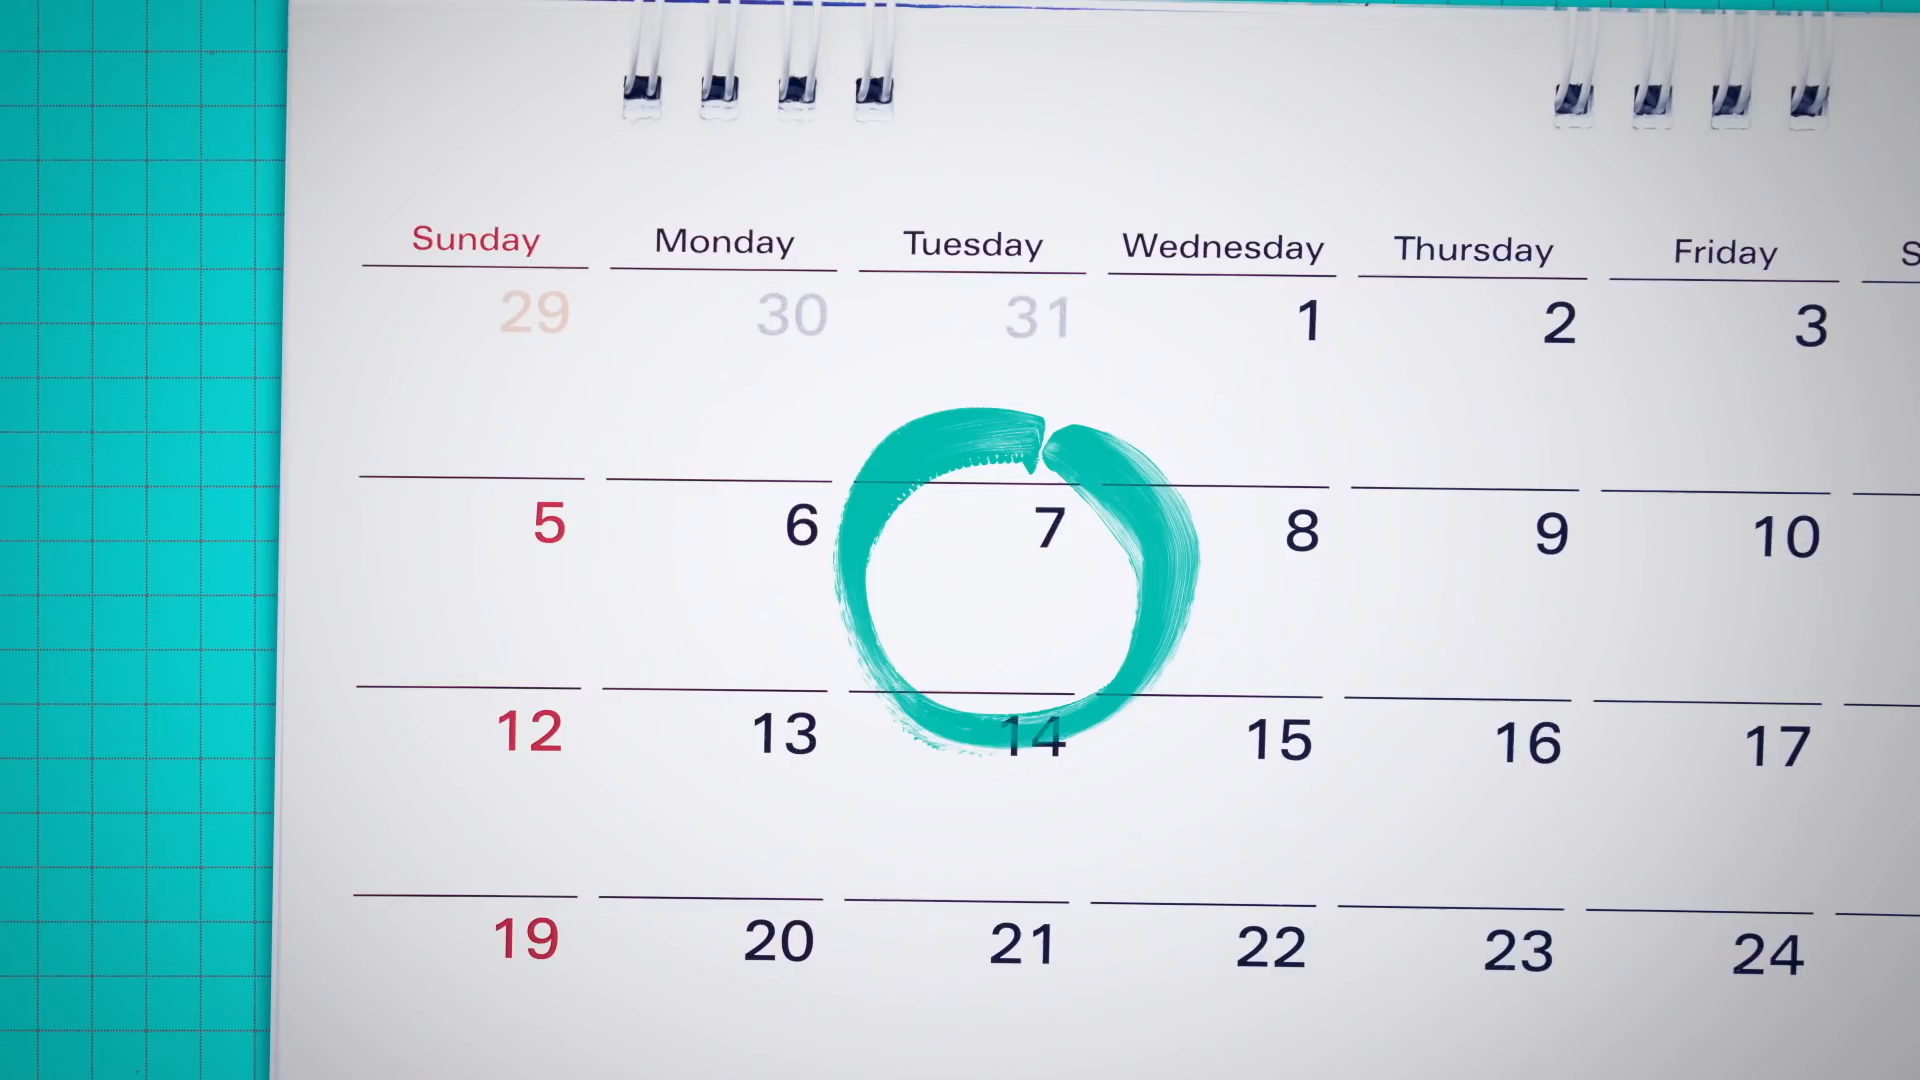 Sunday Monday Tuesday Wednesday Thursday Friday S
29 30 31 1 2 3
5 6 7 8 9 10
12 13 14 15 16 17
19 20 21 22 23 24